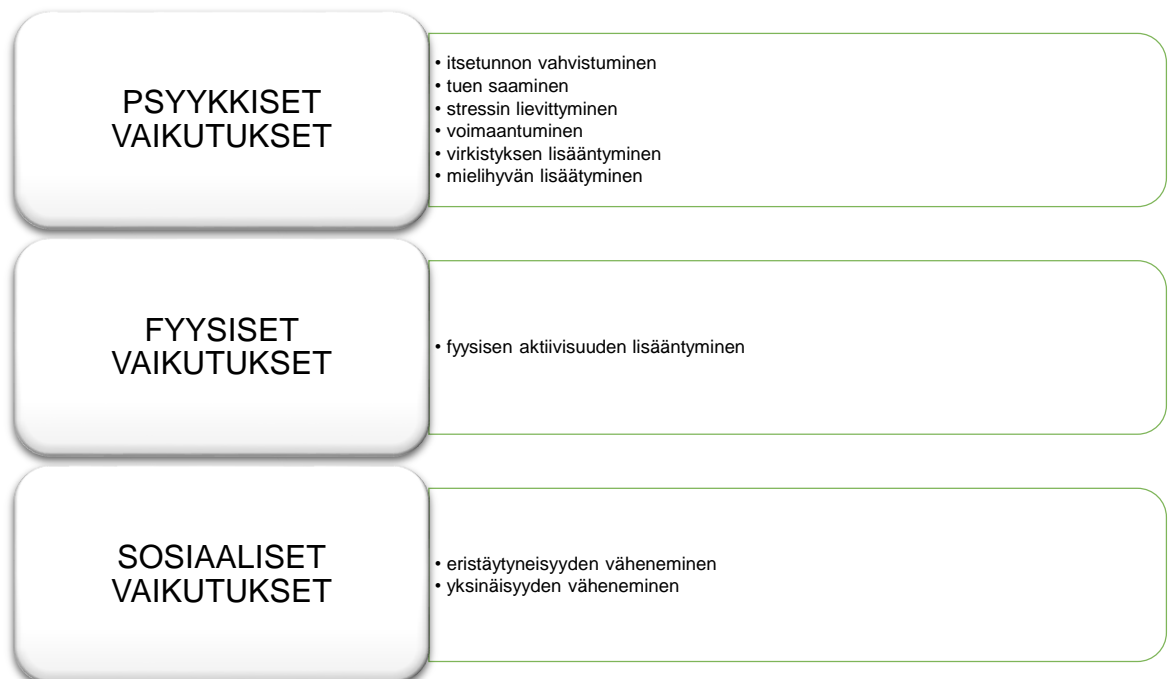 PSYYKKISET
VAIKUTUKSET
• itsetunnon vahvistuminen
• tuen saaminen
• stressin lievittyminen
• voimaantuminen
• virkistyksen lisääntyminen
• mielihyvän lisäätyminen
FYYSISET
VAIKUTUKSET
• fyysisen aktiivisuuden lisääntyminen
SOSIAALISET
VAIKUTUKSET
• eristäytyneisyyden väheneminen
• yksinäisyyden väheneminen